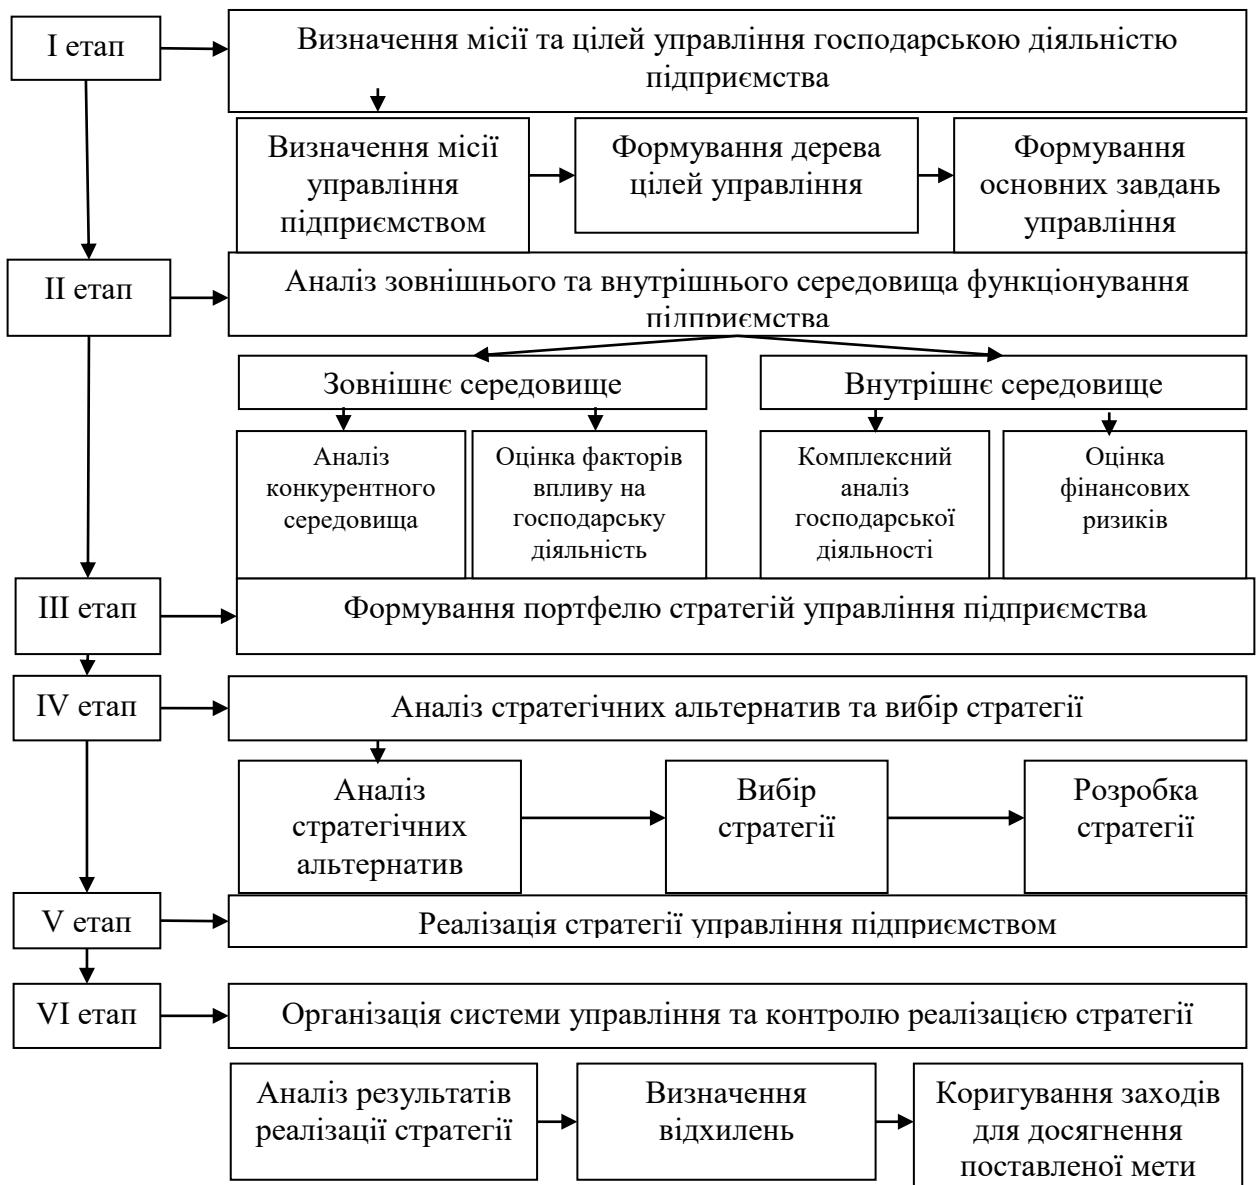 І етап
Визначення місії та цілей управління господарською діяльністю
підприємства
Визначення місії
управління
підприємством
Формування дерева
цілей управління
Формування
основних завдань
управління
ІІ етап
Аналіз зовнішнього та внутрішнього середовища функціонування
підприємства
Зовнішнє середовище
Внутрішнє середовище
Аналіз
конкурентного
середовища
Оцінка факторів
впливу на
господарську
діяльність
Комплексний
аналіз
господарської
діяльності
Оцінка
фінансових
ризиків
ІІІ етап
Формування портфелю стратегій управління підприємства
IV етап
Аналіз стратегічних альтернатив та вибір стратегії
Аналіз
стратегічних
альтернатив
Вибір
стратегії
Розробка
стратегії
V етап
Реалізація стратегії управління підприємством
VI етап
Організація системи управління та контролю реалізацією стратегії
Аналіз результатів
реалізації стратегії
Визначення
відхилень
Коригування заходів
для досягнення
поставленої мети